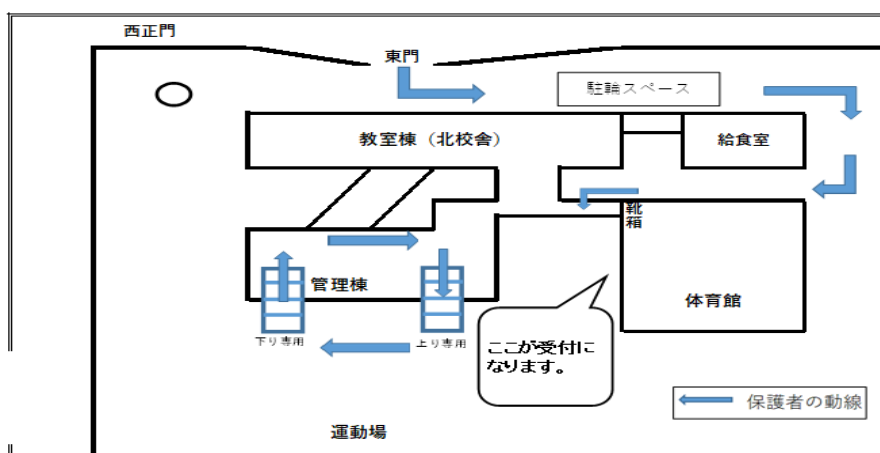 西正門
東門
駐輪スペース
教室棟（北校舎）
給食室
靴箱
管理棟
体育館
下り専用
上り専用
ここが受付に
なります。
保護者の動線
運動場